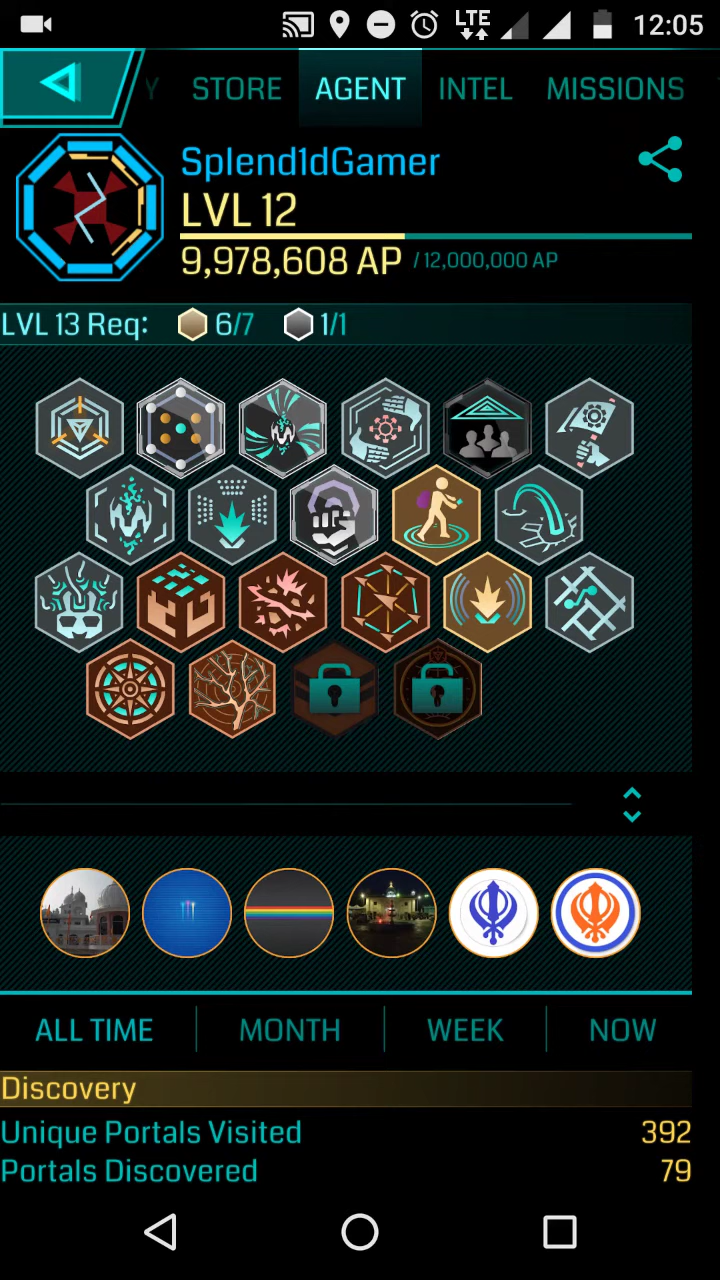 LTE 12:05
Y STORE AGENT INTEL MISSIONS
Splend1dGamer
LVL 12
9,978,608 AP / 12,000,000 AP
LVL 13 Req: 6/7 1/1
ALL TIME MONTH WEEK NOW
Discovery
Unique Portals Visited 392
Portals Discovered 79